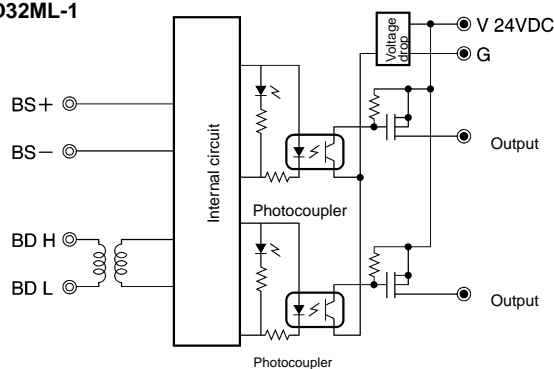 D32ML-1
V 24VDC
Voltage drop
G
BS+
BS−
Internal circuit
Output
Photocoupler
BD H
BD L
Output
Photocoupler